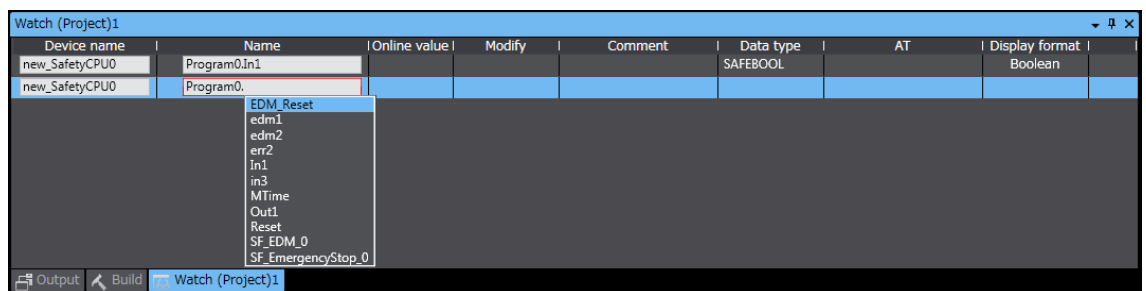 Watch (Project)1
Device name Name Online value Modify Comment Data type AT Display format
new_SafetyCPU0 Program0.In1 SAFEBOOL Boolean
new_SafetyCPU0 Program0.
EDM_Reset
edm1
edm2
err2
In1
in3
MTime
Out1
Reset
SF_EDM_0
SF_EmergencyStop_0
Output Build Watch (Project)1